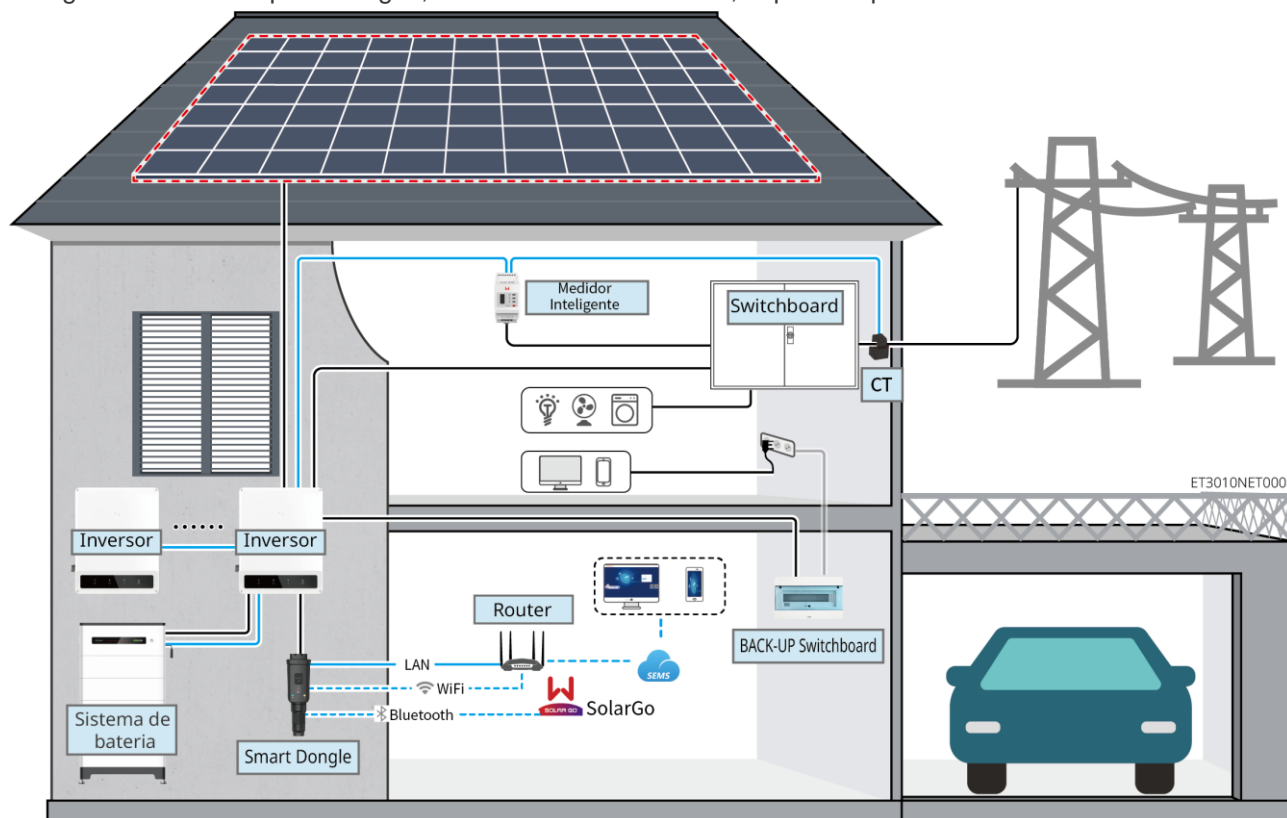 Medidor
Inteligente
Switchboard
CT
ET3010NET000
Inversor
Inversor
Router
BACK-UP Switchboard
LAN
SEMS
WiFi
SOLAR GO
SolarGo
Bluetooth
Sistema de
bateria
Smart Dongle